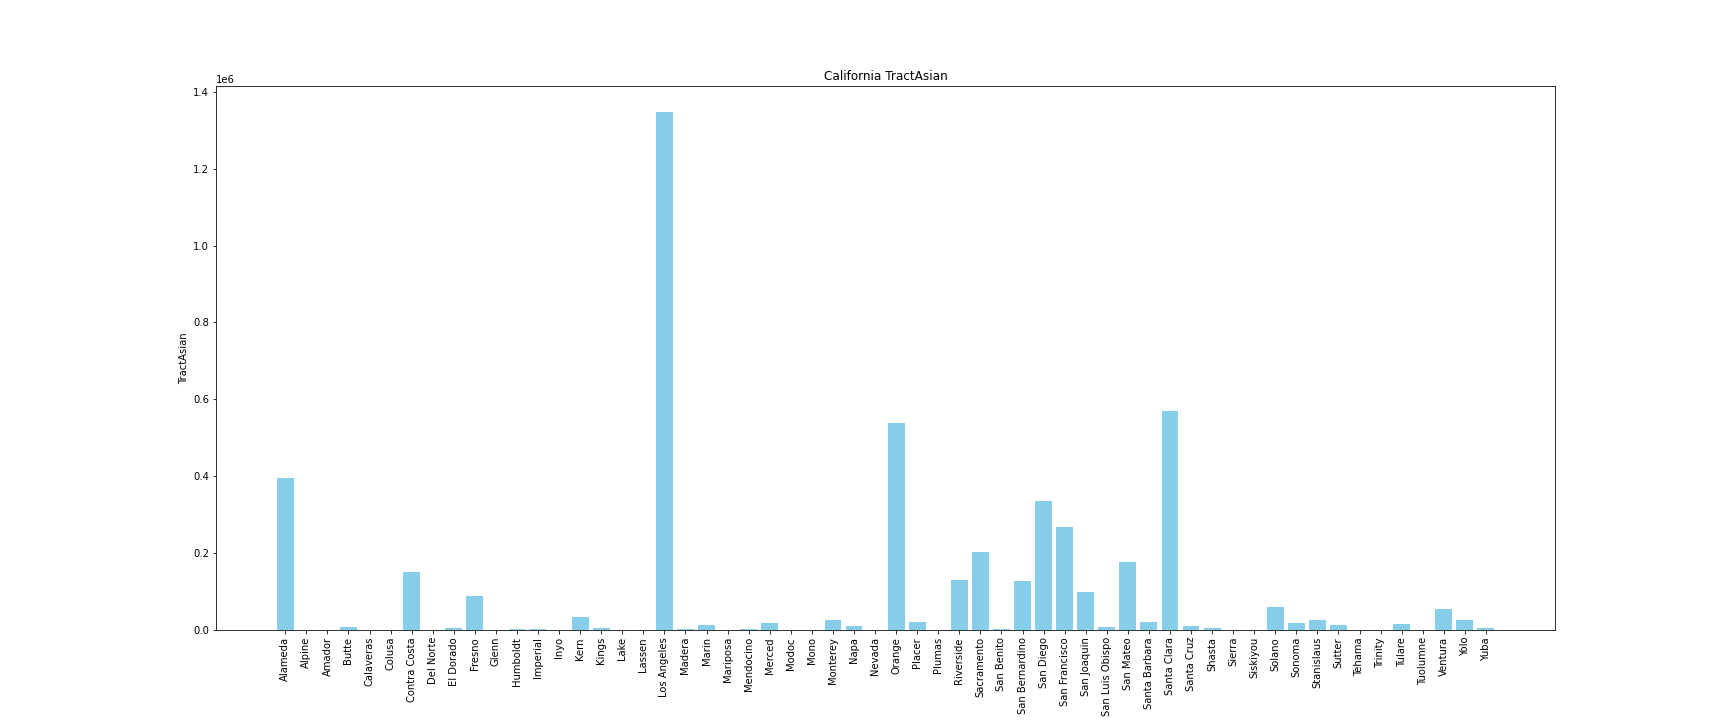 California TractAsian
1e6
1.4
1.2
1.0
0.8
0.6
0.4
0.2
0.0
TractAsian
Alameda
Alpine
Amador
Butte
Calaveras
Colusa
Contra Costa
Del Norte
El Dorado
Fresno
Glenn
Humboldt
Imperial
Inyo
Kern
Kings
Lake
Lassen
Los Angeles
Madera
Marin
Mariposa
Mendocino
Merced
Modoc
Mono
Monterey
Napa
Nevada
Orange
Placer
Plumas
Riverside
Sacramento
San Benito
San Bernardino
San Diego
San Francisco
San Joaquin
San Luis Obispo
San Mateo
Santa Barbara
Santa Clara
Santa Cruz
Shasta
Sierra
Siskiyou
Solano
Sonoma
Stanislaus
Sutter
Tehama
Trinity
Tulare
Tuolumne
Ventura
Yolo
Yuba